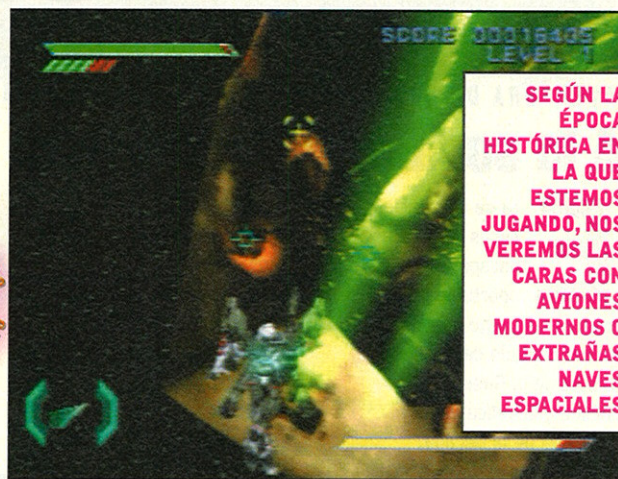 SCORE 00016405
LEVEL 1
SEGÚN LA
ÉPOCA
HISTÓRICA EN
LA QUE
ESTEMOS
JUGANDO, NOS
VEREMOS LAS
CARAS CON
AVIONES
MODERNOS O
EXTRAÑAS
NAVES
ESPACIALES